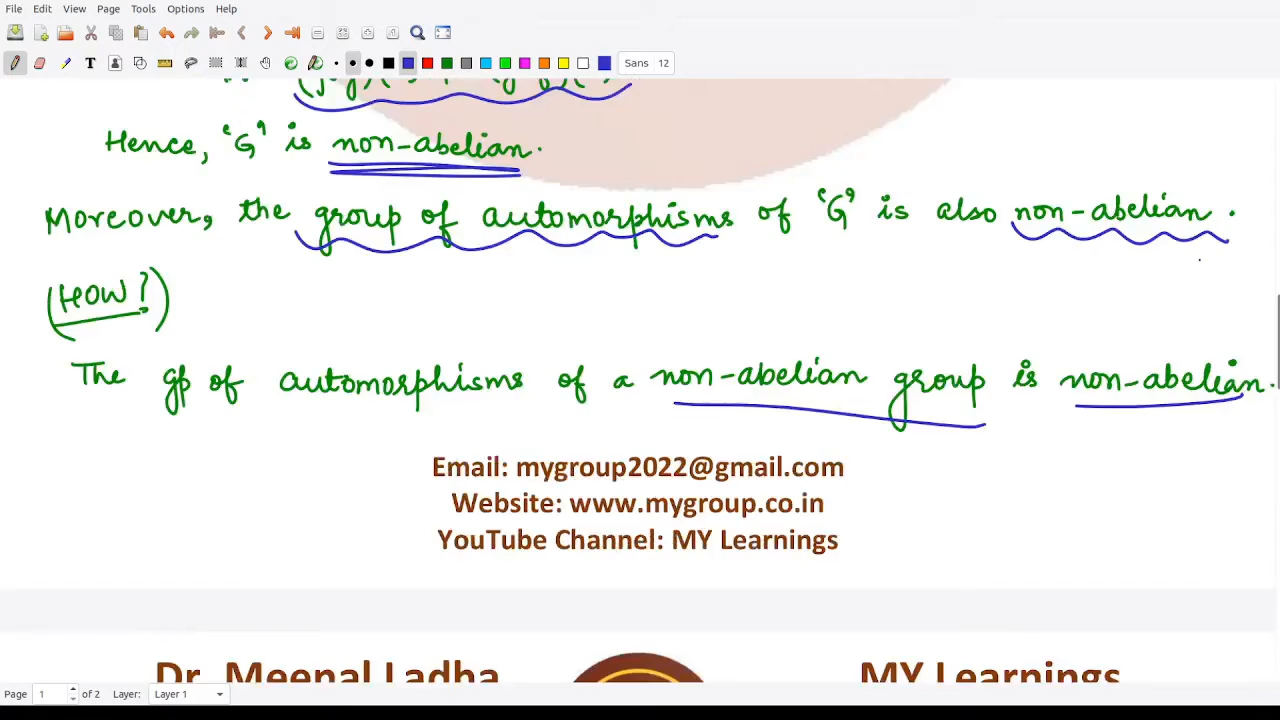 File Edit View Page Tools Options Help
Sans 12
Hence, 'G' is non-abelian.
Moreover, the group of automorphisms of 'G' is also non-abelian.
(HOW?)
The gp of automorphisms of a non-abelian group is non-abelian.
Email: mygroup2022@gmail.com
Website: www.mygroup.co.in
YouTube Channel: MY Learnings
Dr. Meenal Ladha MY Learnings
Page 1 of 2 Layer: Layer 1